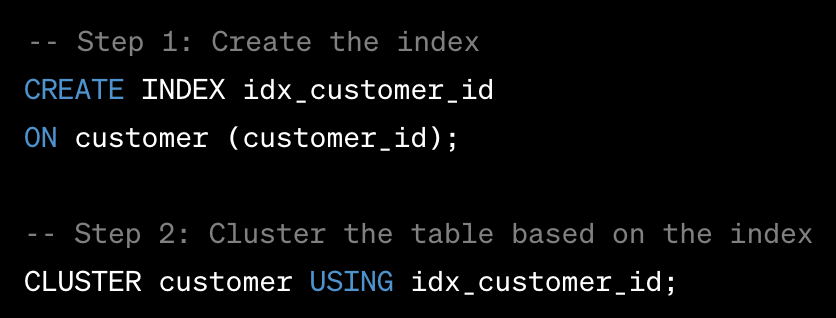 -- Step 1: Create the index
CREATE INDEX idx_customer_id
ON customer (customer_id);
-- Step 2: Cluster the table based on the index
CLUSTER customer USING idx_customer_id;